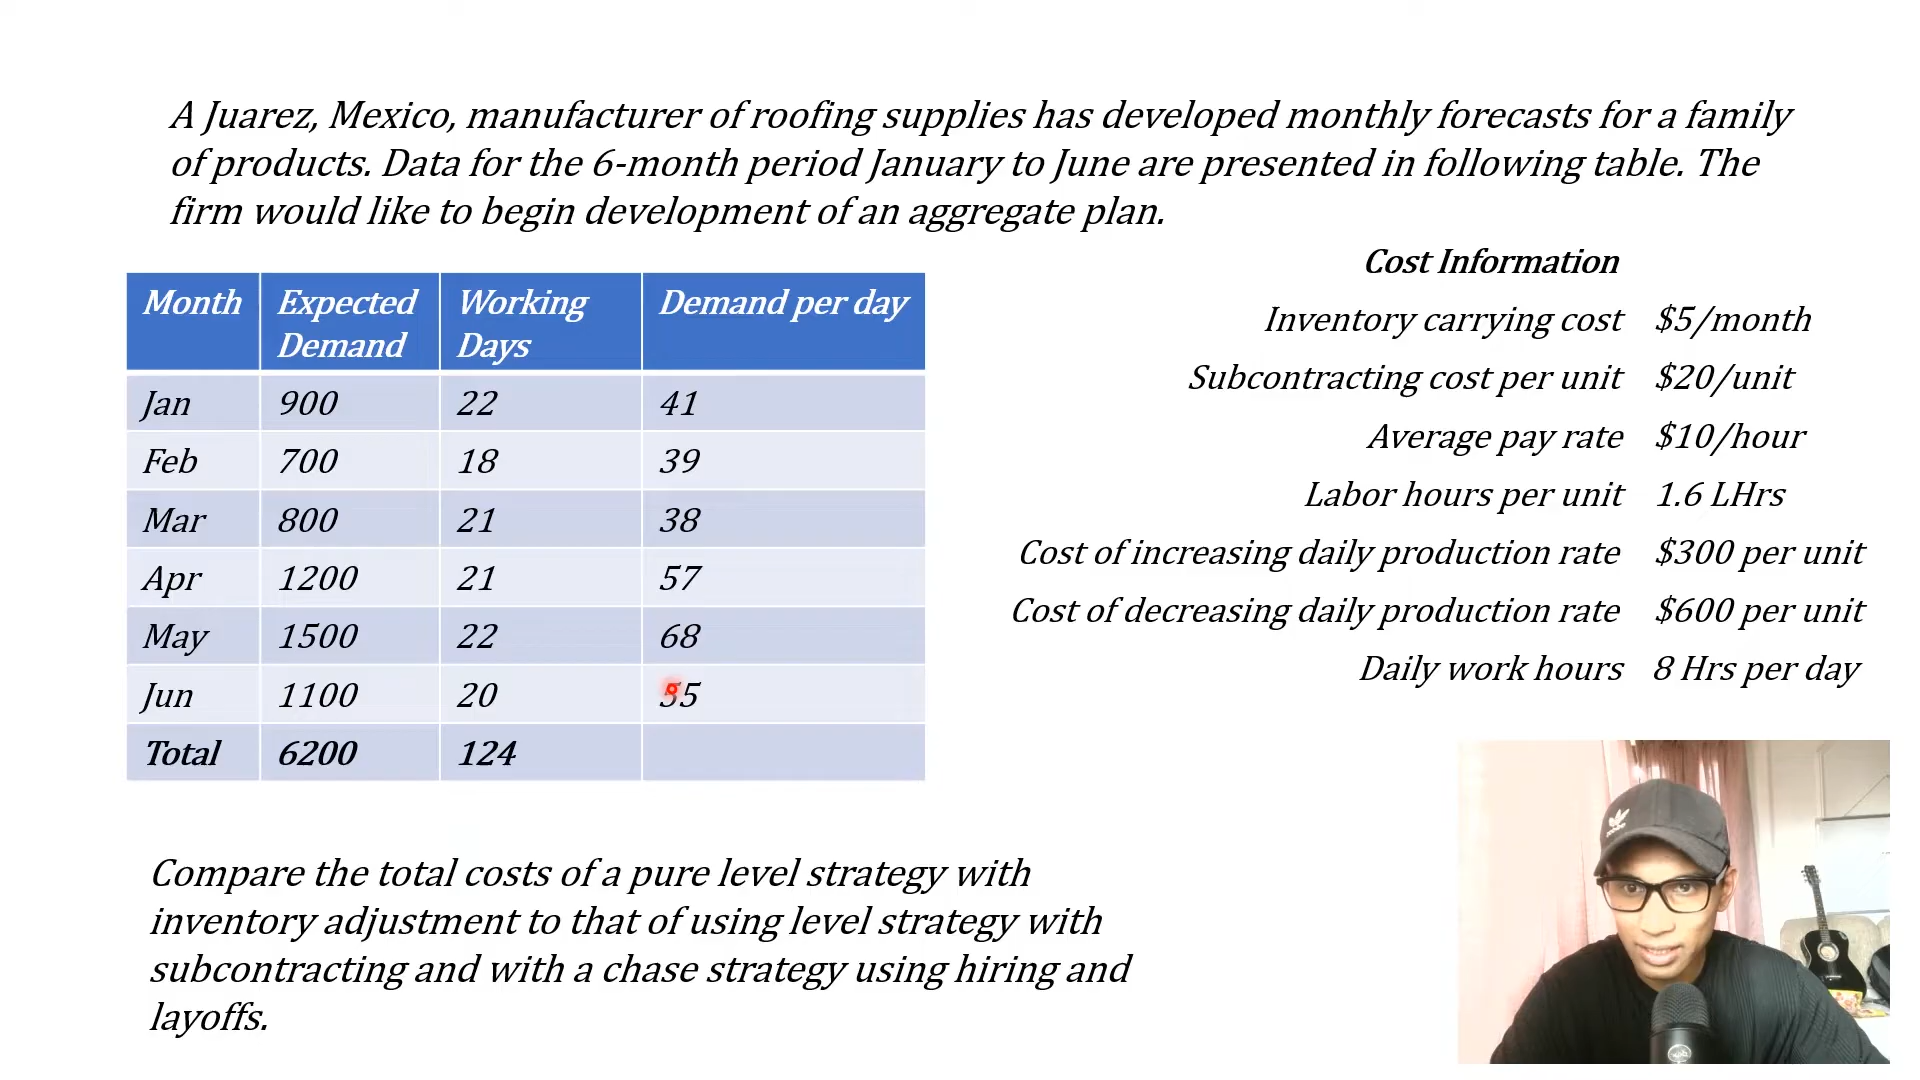 A Juarez, Mexico, manufacturer of roofing supplies has developed monthly forecasts for a family
of products. Data for the 6-month period January to June are presented in following table. The
firm would like to begin development of an aggregate plan.
Month Expected Demand Working Days Demand per day
Jan 900 22 41
Feb 700 18 39
Mar 800 21 38
Apr 1200 21 57
May 1500 22 68
Jun 1100 20 55
Total 6200 124
Cost Information
Inventory carrying cost $5/month
Subcontracting cost per unit $20/unit
Average pay rate $10/hour
Labor hours per unit 1.6 LHrs
Cost of increasing daily production rate $300 per unit
Cost of decreasing daily production rate $600 per unit
Daily work hours 8 Hrs per day
Compare the total costs of a pure level strategy with
inventory adjustment to that of using level strategy with
subcontracting and with a chase strategy using hiring and
layoffs.